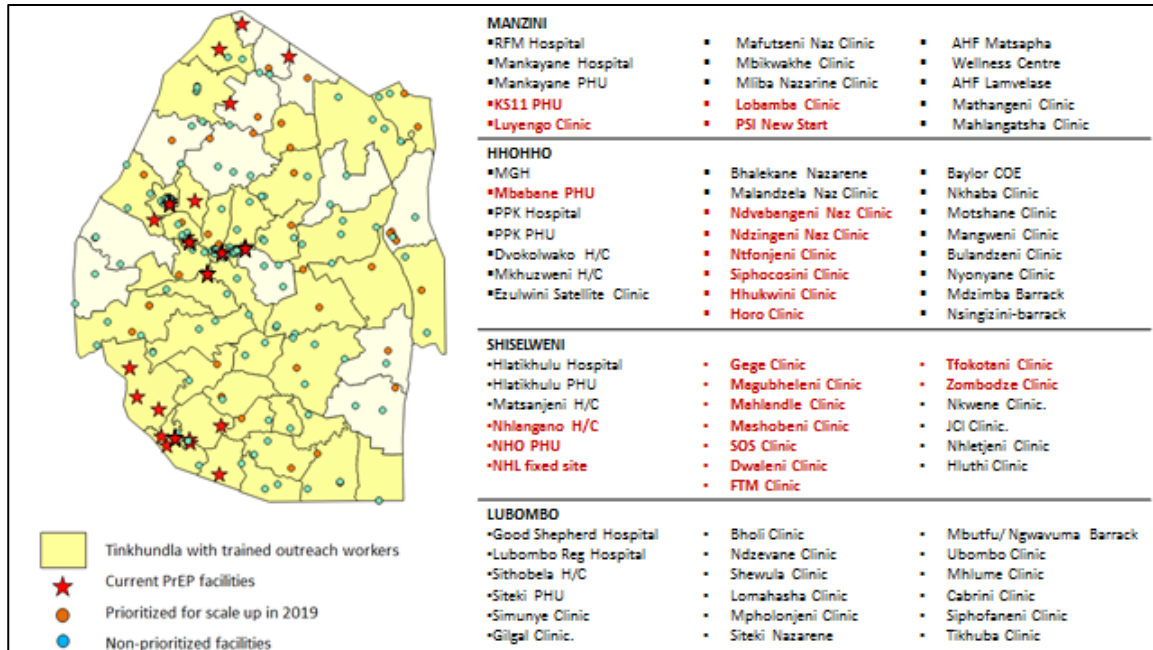 MANZINI
▪RFM Hospital
▪Mankayane Hospital
▪Mankayane PHU
▪KS11 PHU
▪Luyengo Clinic
▪ Mafutseni Naz Clinic
▪ Mbikwakhe Clinic
▪ Mliba Nazarine Clinic
▪ Lobamba Clinic
▪ PSI New Start
▪ AHF Matsapha
▪ Wellness Centre
▪ AHF Lamvelase
▪ Mathangeni Clinic
▪ Mahlangatsha Clinic
HHOHHO
▪MGH
▪Mbabane PHU
▪PPK Hospital
▪PPK PHU
▪Dvokolwako H/C
▪Mkhuzweni H/C
▪Ezulwini Satellite Clinic
▪ Bhalekane Nazarene
▪ Malandzela Naz Clinic
▪ Ndvabangeni Naz Clinic
▪ Ndzingeni Naz Clinic
▪ Ntfonjeni Clinic
▪ Siphocosini Clinic
▪ Hhukwini Clinic
▪ Horo Clinic
▪ Baylor COE
▪ Nkhaba Clinic
▪ Motshane Clinic
▪ Mangweni Clinic
▪ Bulandzeni Clinic
▪ Nyonyane Clinic
▪ Mdzimba Barrack
▪ Nsingizini-barrack
SHISELWENI
•Hlatikhulu Hospital
•Hlatikhulu PHU
•Matsanjeni H/C
•Nhlangano H/C
•NHO PHU
•NHL fixed site
• Gege Clinic
• Magubheleni Clinic
• Mahlandle Clinic
• Mashobeni Clinic
• SOS Clinic
• Dwaleni Clinic
• FTM Clinic
• Tfokotani Clinic
• Zombodze Clinic
• Nkwene Clinic.
• JCI Clinic.
• Nhletjeni Clinic
• Hluthi Clinic
LUBOMBO
•Good Shepherd Hospital
•Lubombo Reg Hospital
•Sithobela H/C
•Siteki PHU
•Simunye Clinic
•Gilgal Clinic.
• Bholi Clinic
• Ndzevane Clinic
• Shewula Clinic
• Lomahasha Clinic
• Mpholonjeni Clinic
• Siteki Nazarene
• Mbutfu/ Ngwavuma Barrack
• Ubombo Clinic
• Mhlume Clinic
• Cabrini Clinic
• Siphofaneni Clinic
• Tikhuba Clinic
Tinkhundla with trained outreach workers
Current PrEP facilities
Prioritized for scale up in 2019
Non-prioritized facilities